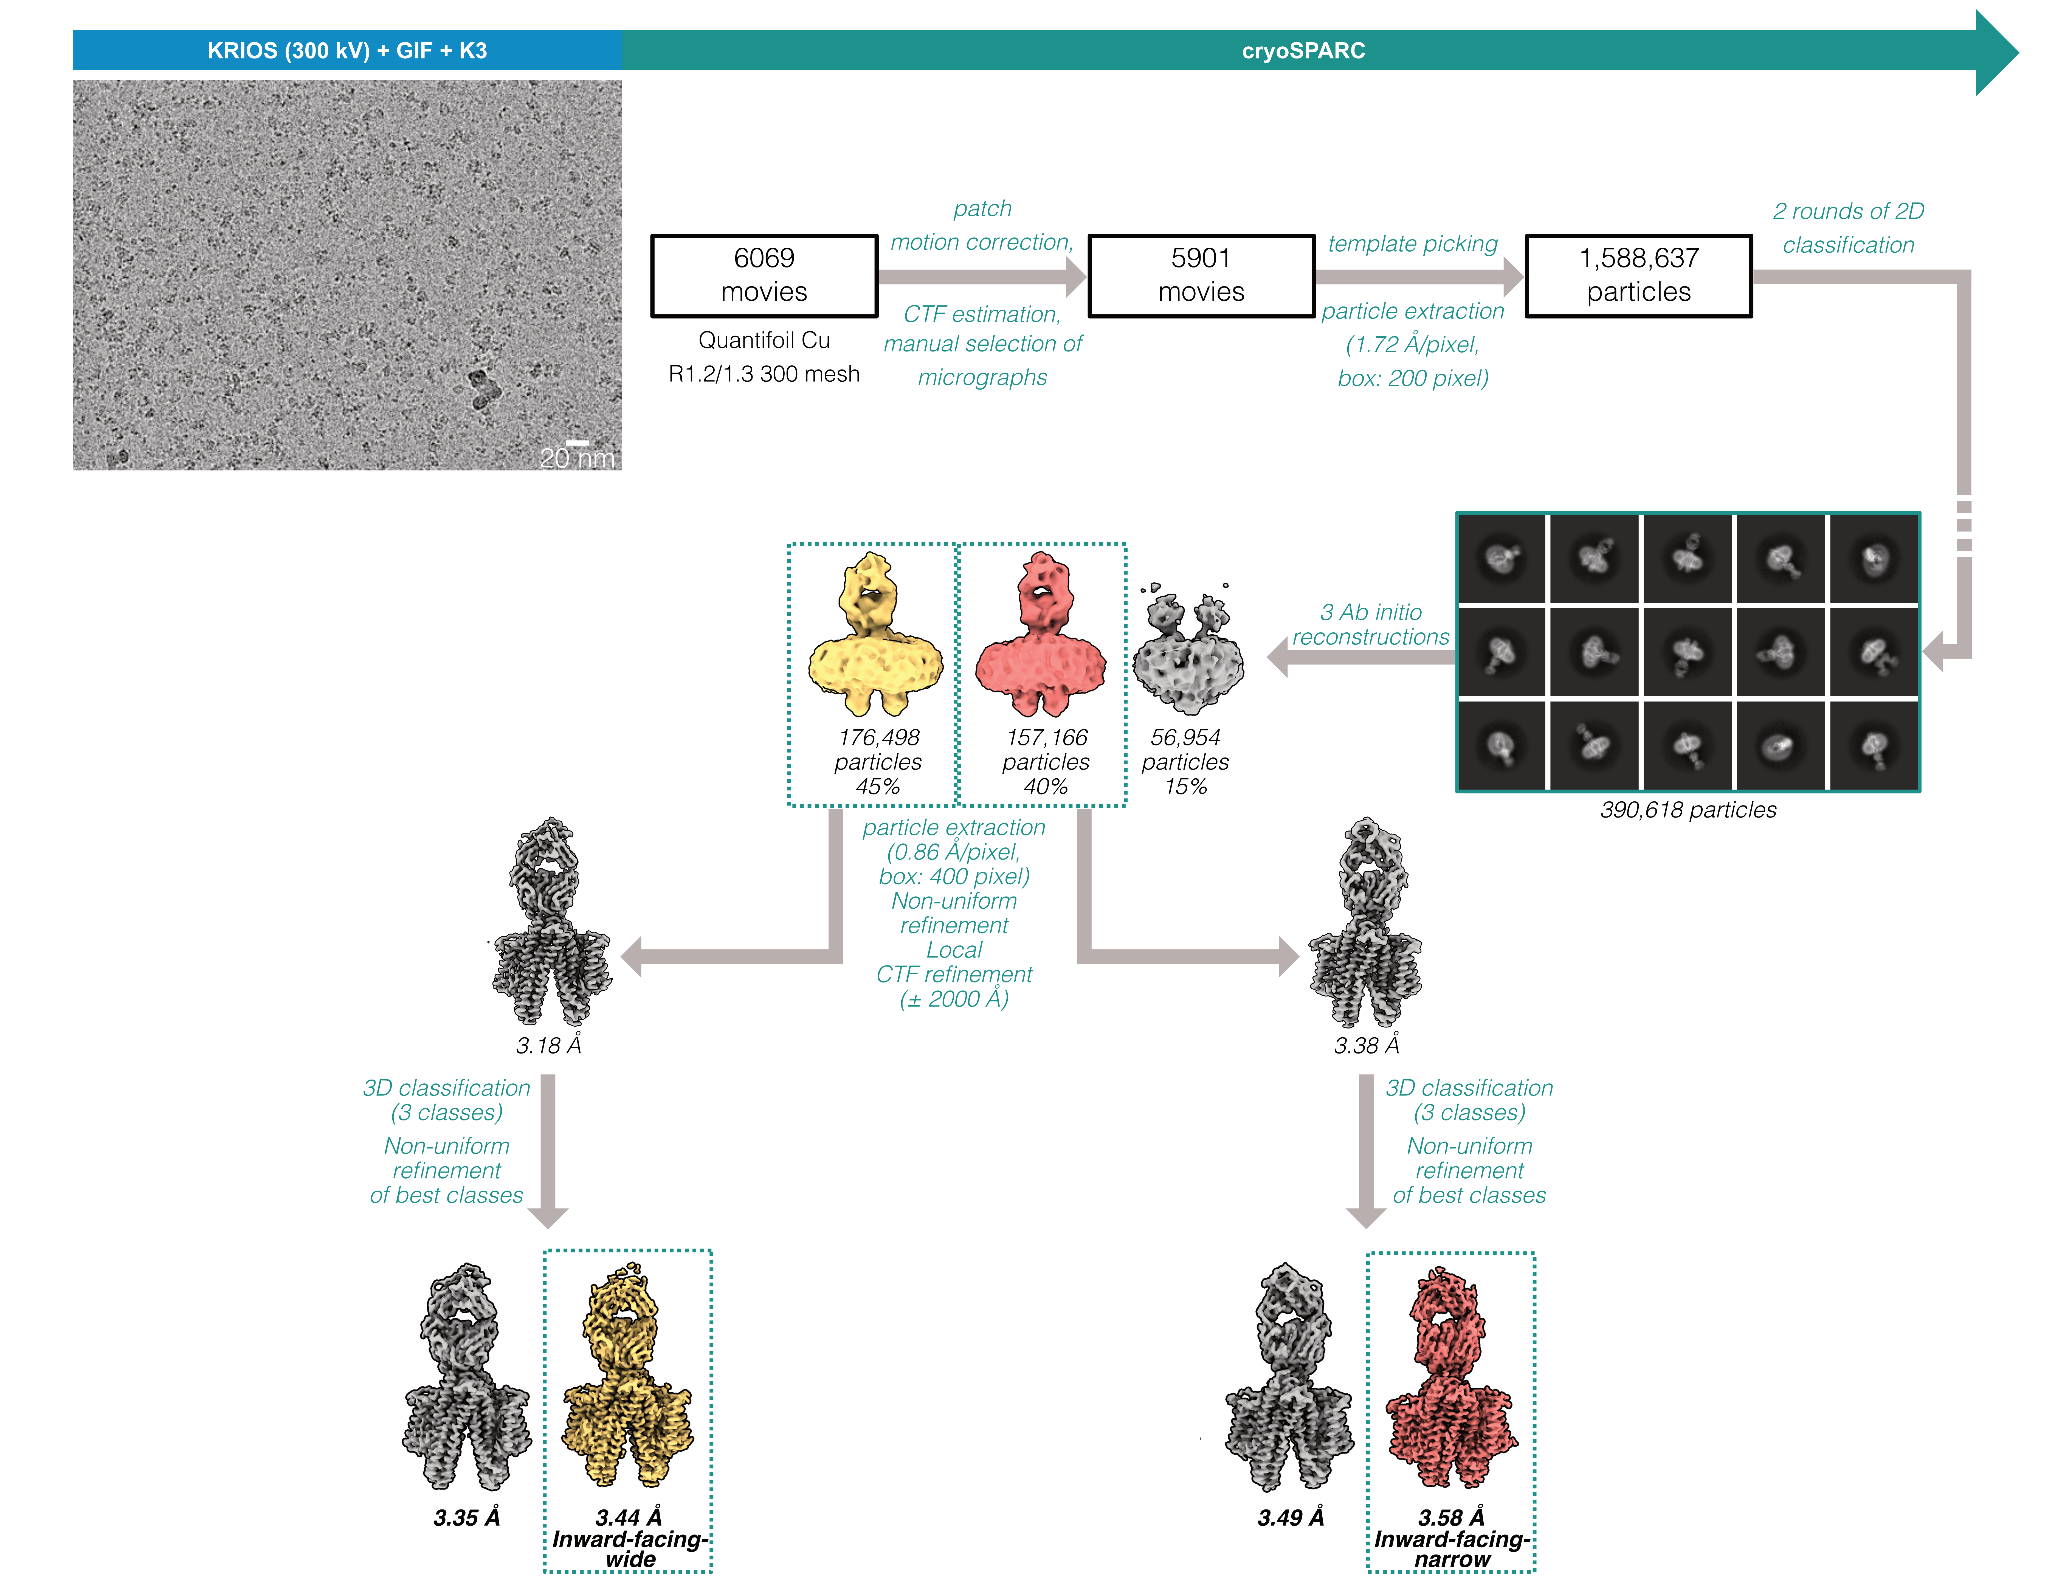 KRIOS (300 kV) + GIF + K3
cryoSPARC
20 nm
6069
movies
Quantifoil Cu
R1.2/1.3 300 mesh
patch
motion correction,
CTF estimation,
manual selection of
micrographs
5901
movies
template picking
particle extraction
(1.72 Å/pixel,
box: 200 pixel)
1,588,637
particles
2 rounds of 2D
classification
390,618 particles
3 Ab initio
reconstructions
176,498
particles
45%
157,166
particles
40%
56,954
particles
15%
particle extraction
(0.86 Å/pixel,
box: 400 pixel)
Non-uniform
refinement
Local
CTF refinement
(± 2000 Å)
3.18 Å
3.38 Å
3D classification
(3 classes)
Non-uniform
refinement
of best classes
3D classification
(3 classes)
Non-uniform
refinement
of best classes
3.35 Å
3.44 Å
Inward-facing-
wide
3.49 Å
3.58 Å
Inward-facing-
narrow